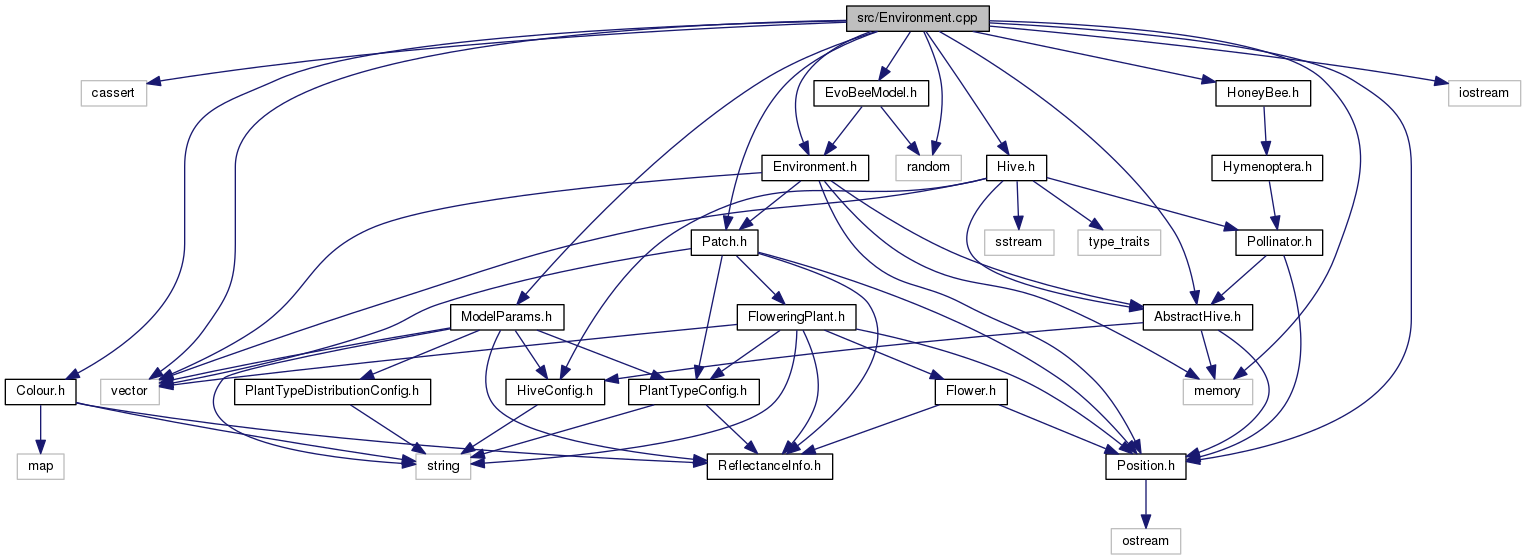 src/Environment.cpp
cassert
EvoBeeModel.h
HoneyBee.h
iostream
Environment.h
random
Hive.h
Hymenoptera.h
Patch.h
sstream
type_traits
Pollinator.h
ModelParams.h
FloweringPlant.h
AbstractHive.h
Colour.h
vector
PlantTypeDistributionConfig.h
HiveConfig.h
PlantTypeConfig.h
Flower.h
memory
map
string
ReflectanceInfo.h
Position.h
ostream